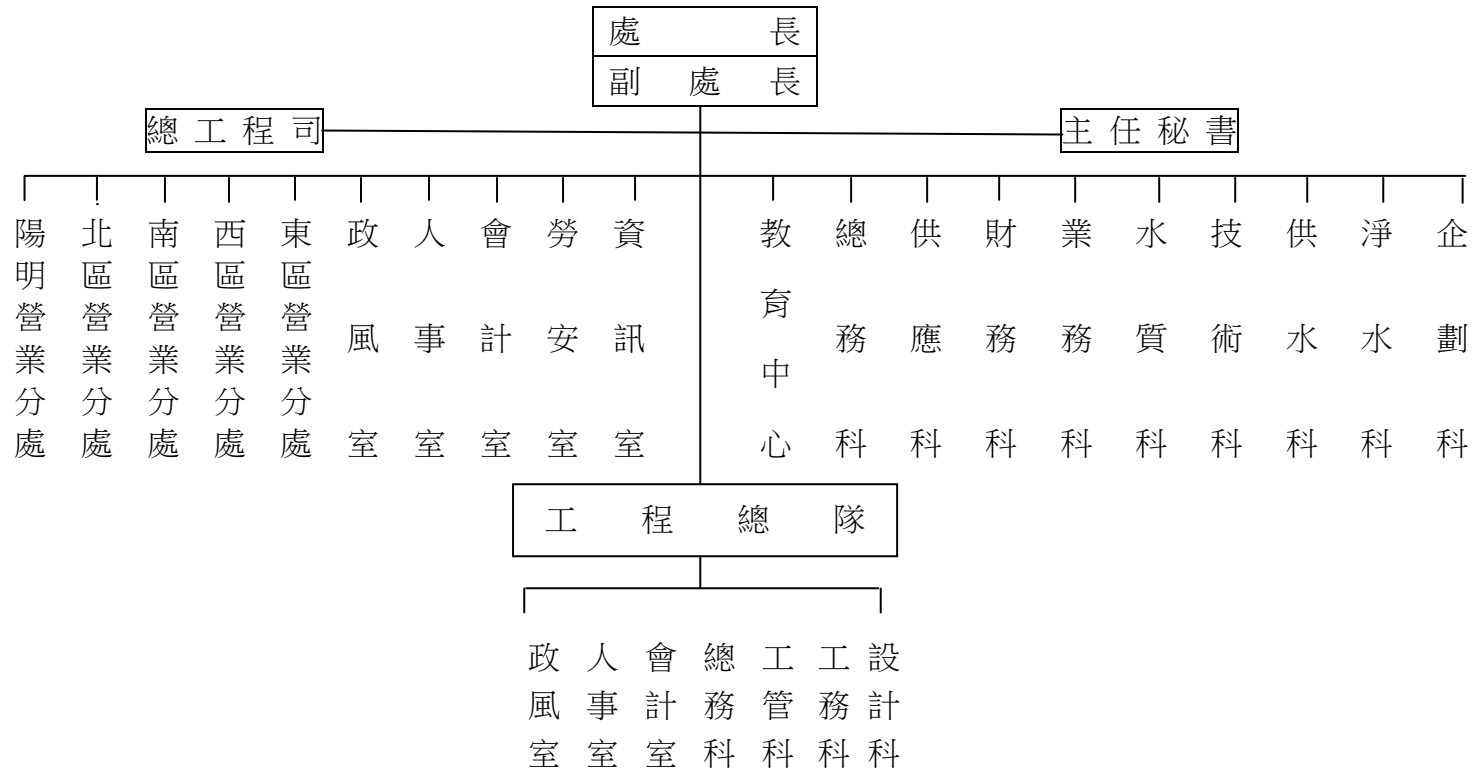 處長
副處長
總工程司
主任秘書
陽明營業分處
北區營業分處
南區營業分處
西區營業分處
東區營業分處
政風室
人事室
會計室
勞安室
資訊室
教育中心
總務科
供應科
財務科
業務科
水質科
技術科
供水科
淨水科
企劃科
工程總隊
政風室
人事室
會計室
總務科
工管科
工務科
設計科